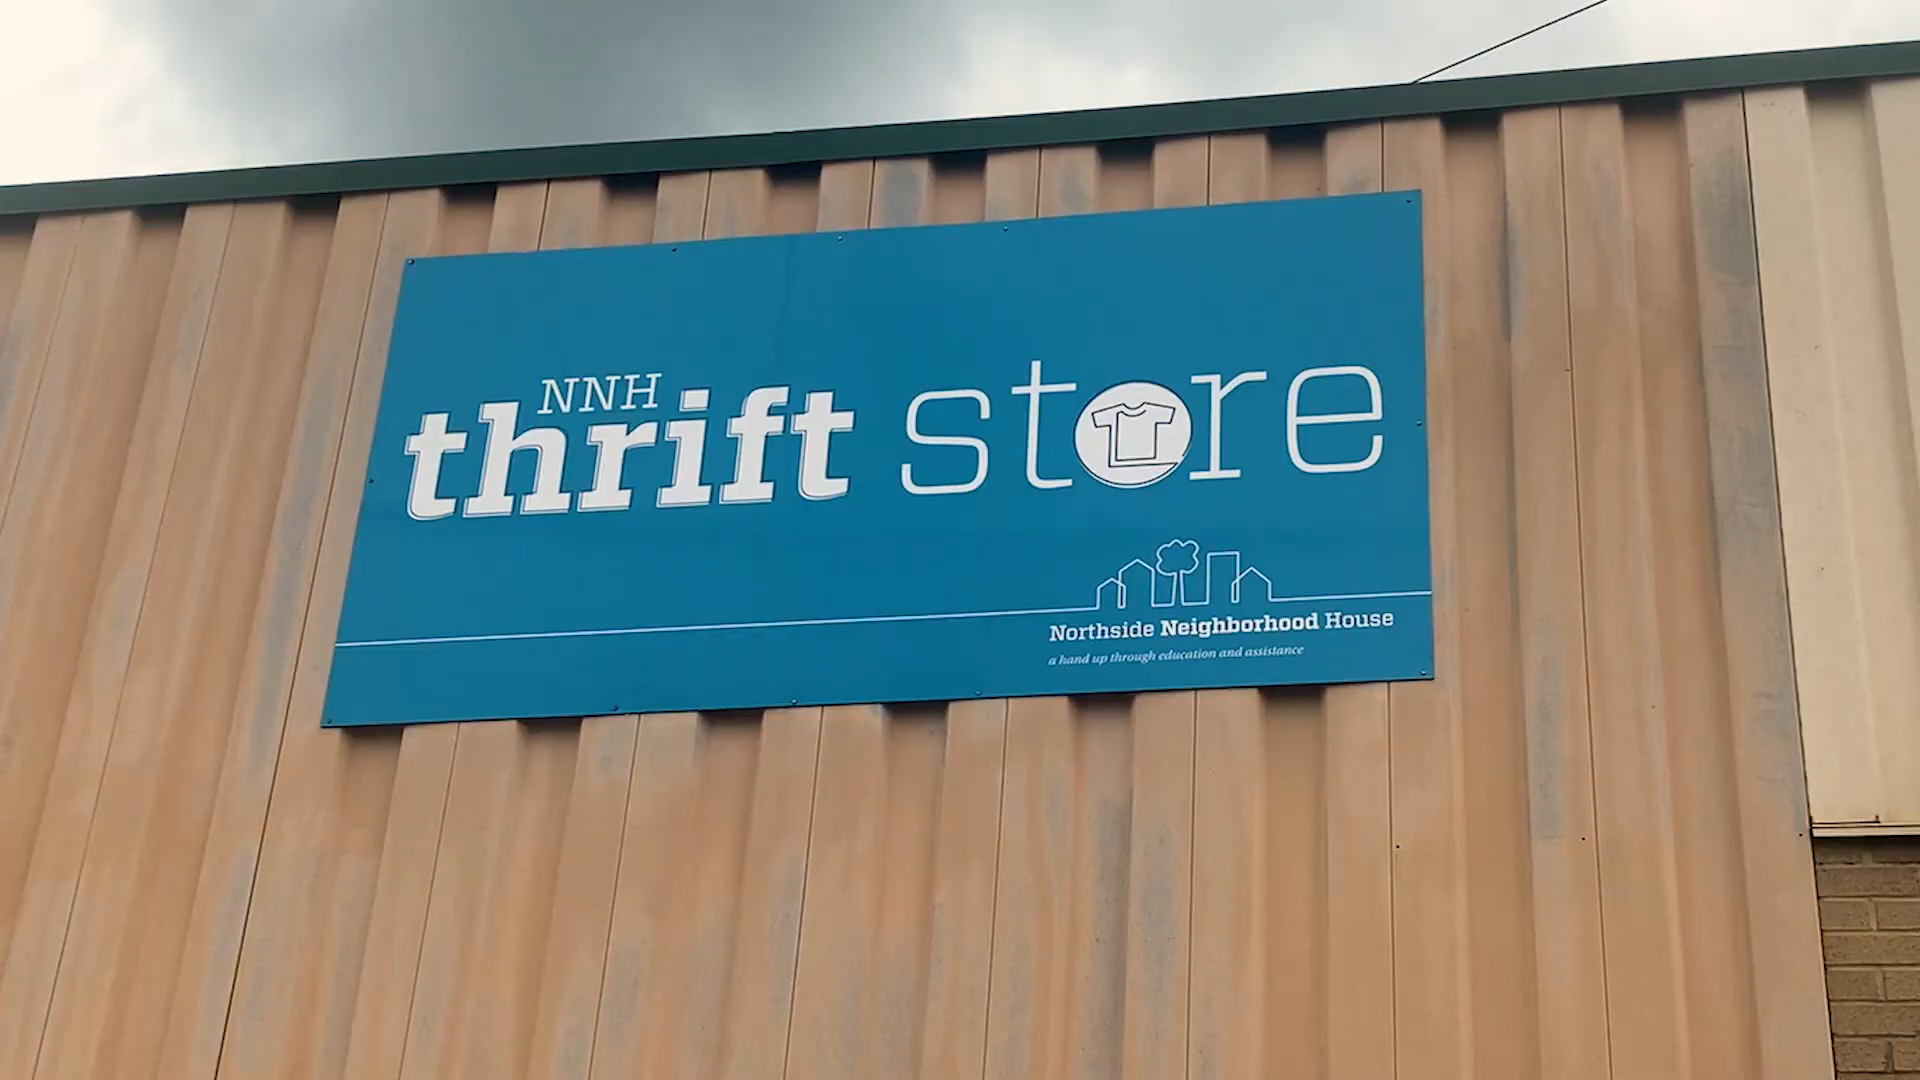 NNH
thrift store
Northside Neighborhood House
a hand up through education and assistance